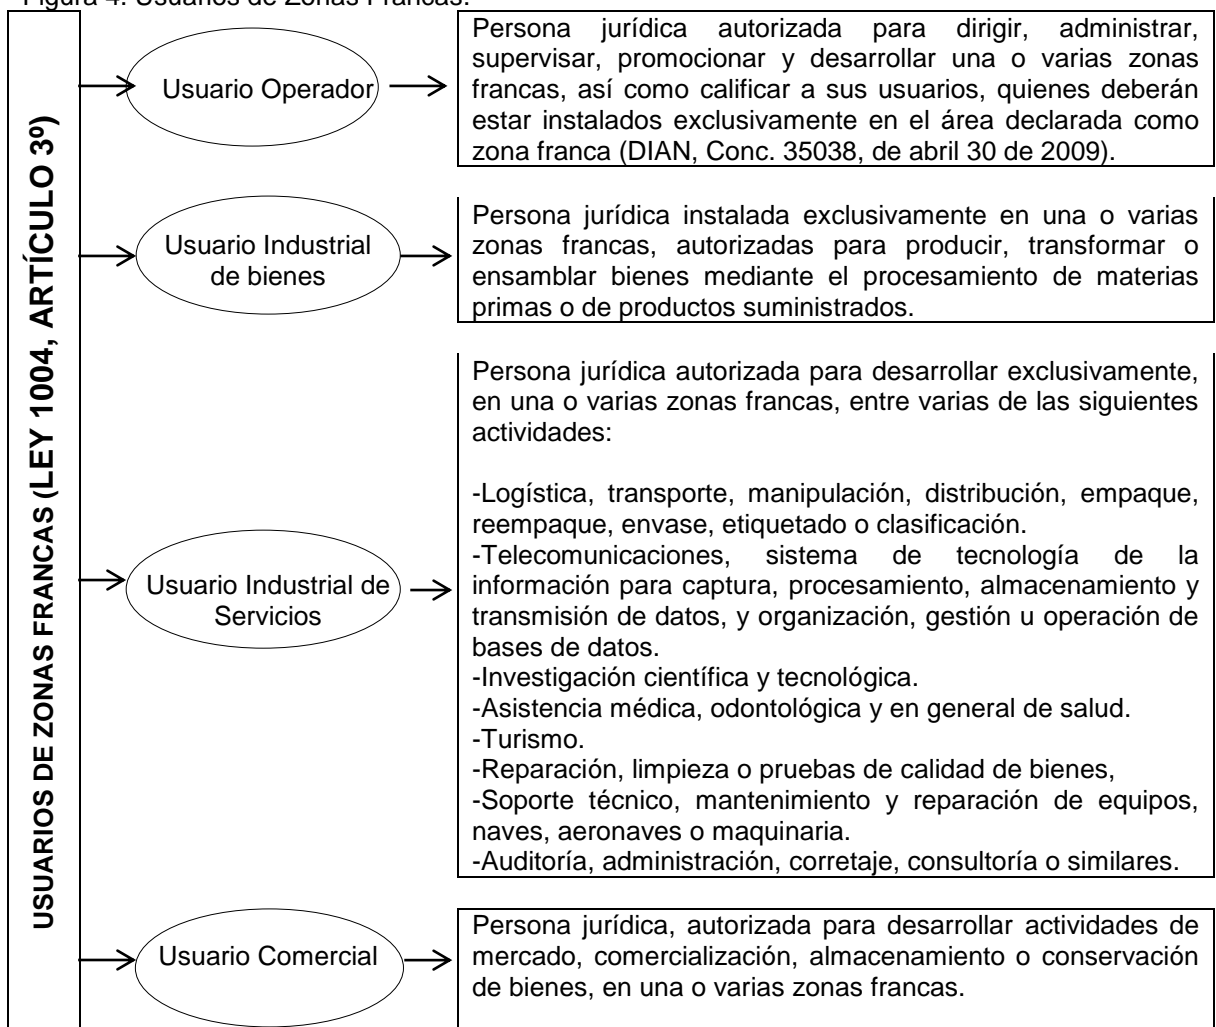 Figura 4. Usuarios de Zonas Francas.
USUARIOS DE ZONAS FRANCAS (LEY 1004, ARTÍCULO 3º)
Usuario Operador
Persona jurídica autorizada para dirigir, administrar,
supervisar, promocionar y desarrollar una o varias zonas
francas, así como calificar a sus usuarios, quienes deberán
estar instalados exclusivamente en el área declarada como
zona franca (DIAN, Conc. 35038, de abril 30 de 2009).
Usuario Industrial
de bienes
Persona jurídica instalada exclusivamente en una o varias
zonas francas, autorizadas para producir, transformar o
ensamblar bienes mediante el procesamiento de materias
primas o de productos suministrados.
Usuario Industrial de
Servicios
Persona jurídica autorizada para desarrollar exclusivamente,
en una o varias zonas francas, entre varias de las siguientes
actividades:
-Logística, transporte, manipulación, distribución, empaque,
reempaque, envase, etiquetado o clasificación.
-Telecomunicaciones, sistema de tecnología de la
información para captura, procesamiento, almacenamiento y
transmisión de datos, y organización, gestión u operación de
bases de datos.
-Investigación científica y tecnológica.
-Asistencia médica, odontológica y en general de salud.
-Turismo.
-Reparación, limpieza o pruebas de calidad de bienes,
-Soporte técnico, mantenimiento y reparación de equipos,
naves, aeronaves o maquinaria.
-Auditoría, administración, corretaje, consultoría o similares.
Usuario Comercial
Persona jurídica, autorizada para desarrollar actividades de
mercado, comercialización, almacenamiento o conservación
de bienes, en una o varias zonas francas.